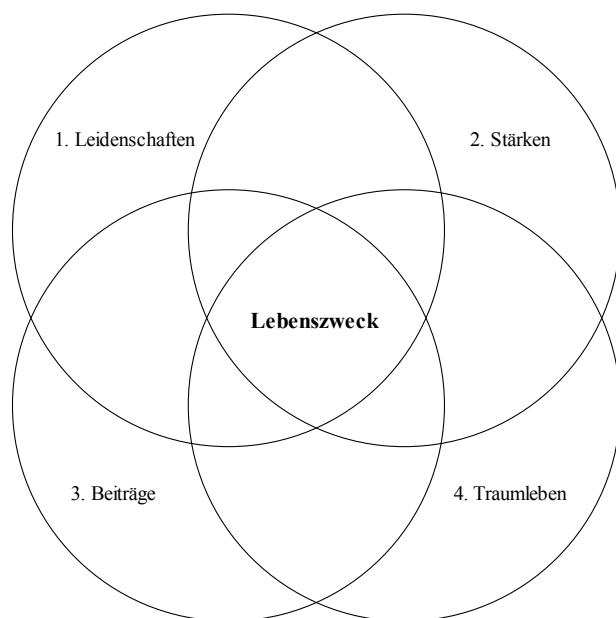 1. Leidenschaften
2. Stärken
Lebenszweck
3. Beiträge
4. Traumleben